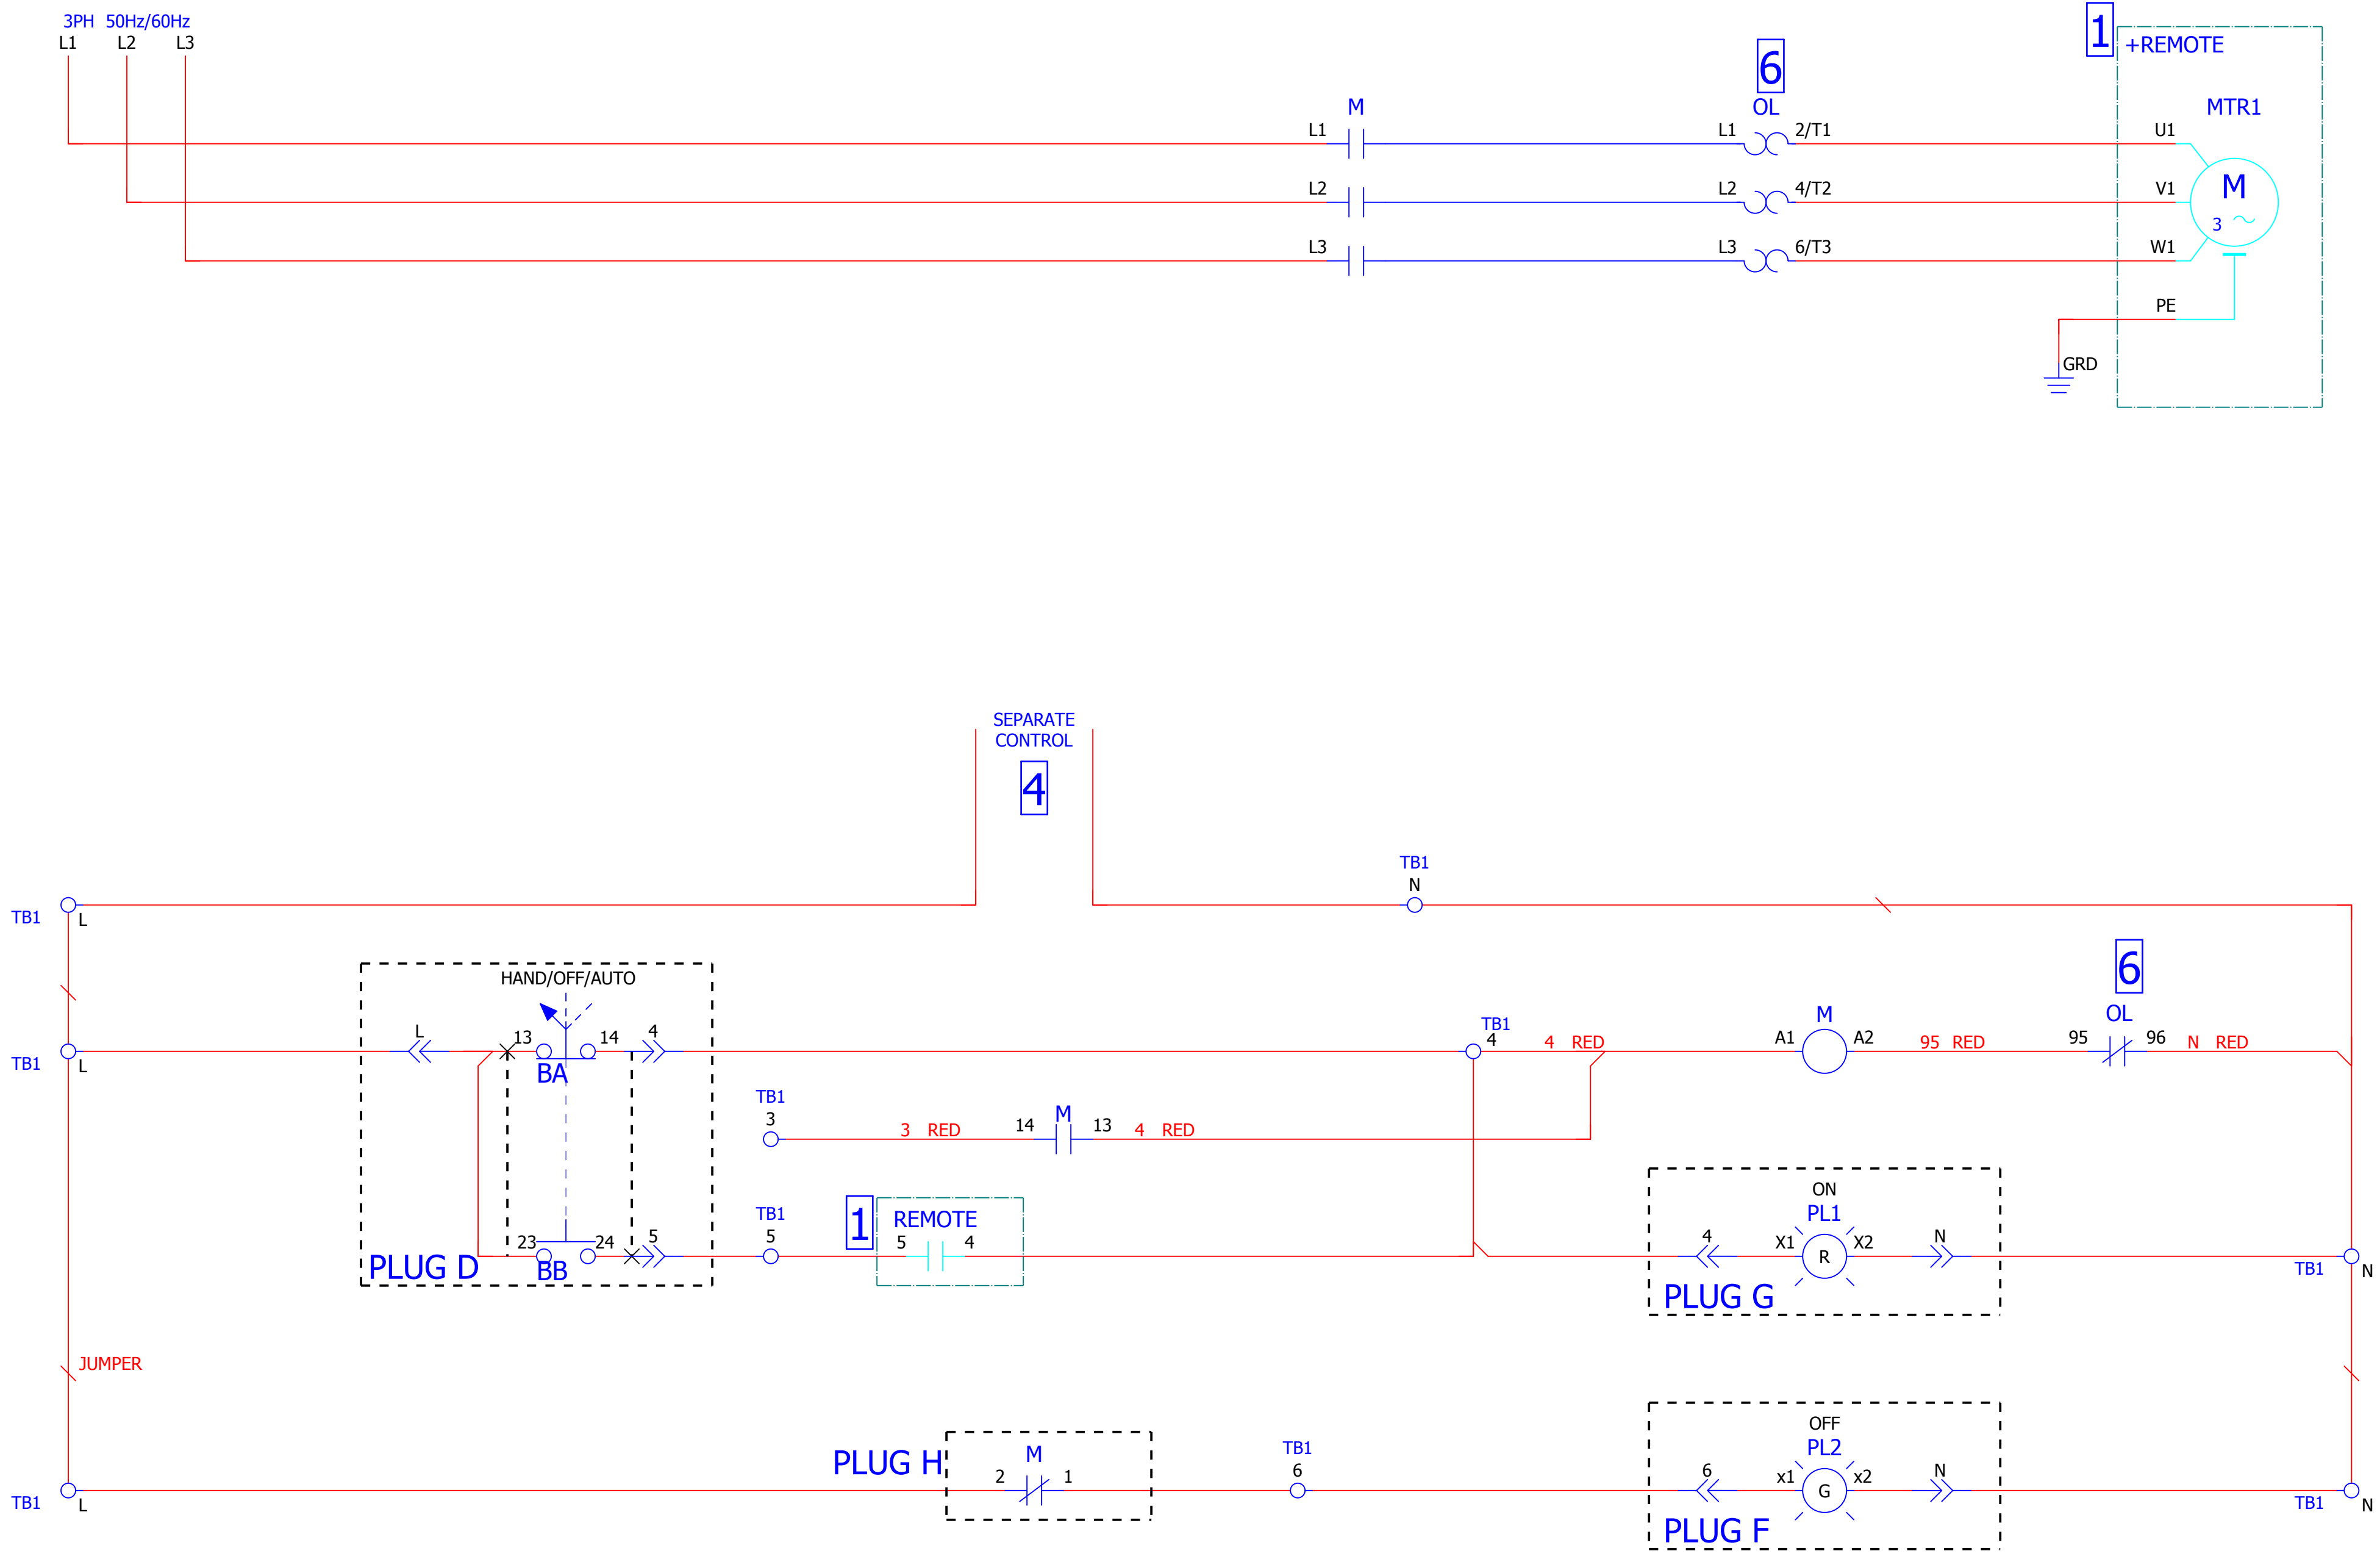 3PH 50Hz/60Hz
L1 L2 L3
1
+REMOTE
6
M
OL
MTR1
L1
L1
2/T1
U1
L2
L2
4/T2
V1
M
3
L3
L3
6/T3
W1
PE
GRD
SEPARATE
CONTROL
4
TB1
N
TB1
L
HAND/OFF/AUTO
6
OL
TB1
L
L
13
14
4
BA
TB1
4
4 RED
M
A1
A2
95 RED
95
96
N RED
TB1
3
3 RED
14
M
13
4 RED
23
24
5
BB
PLUG D
TB1
5
1
REMOTE
5
4
ON
PL1
4
X1
R
X2
N
PLUG G
TB1
N
JUMPER
TB1
L
PLUG H
M
2
1
TB1
6
OFF
PL2
6
x1
G
x2
N
PLUG F
TB1
N